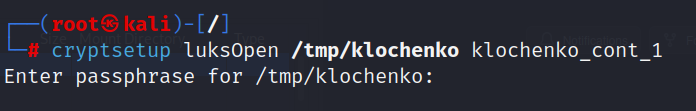 ┌──(root㉿kali)-[/]
└─# cryptsetup luksOpen /tmp/klochenko klochenko_cont_1
Enter passphrase for /tmp/klochenko: